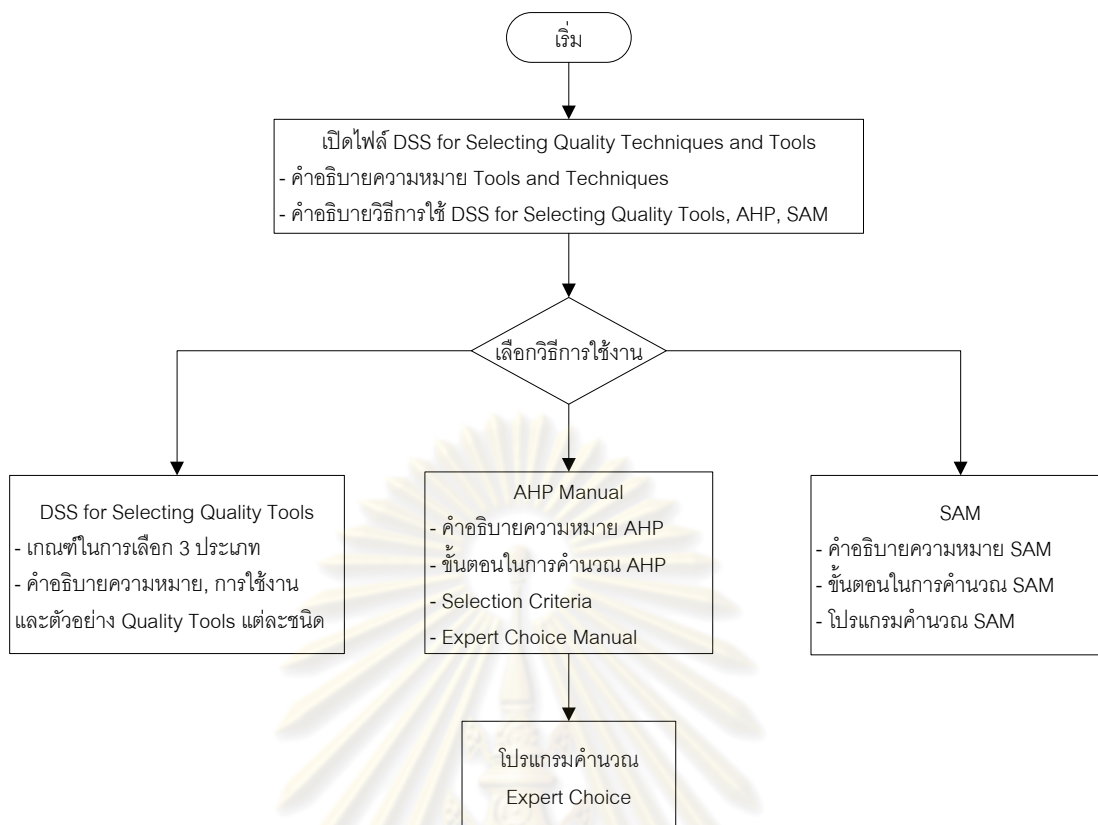 เริ่ม
เปิดไฟล์ DSS for Selecting Quality Techniques and Tools
- คำอธิบายความหมาย Tools and Techniques
- คำอธิบายวิธีการใช้ DSS for Selecting Quality Tools, AHP, SAM
เลือกวิธีการใช้งาน
DSS for Selecting Quality Tools
- เกณฑ์ในการเลือก 3 ประเภท
- คำอธิบายความหมาย, การใช้งาน
และตัวอย่าง Quality Tools แต่ละชนิด
AHP Manual
- คำอธิบายความหมาย AHP
- ขั้นตอนในการคำนวณ AHP
- Selection Criteria
- Expert Choice Manual
SAM
- คำอธิบายความหมาย SAM
- ขั้นตอนในการคำนวณ SAM
- โปรแกรมคำนวณ SAM
โปรแกรมคำนวณ
Expert Choice